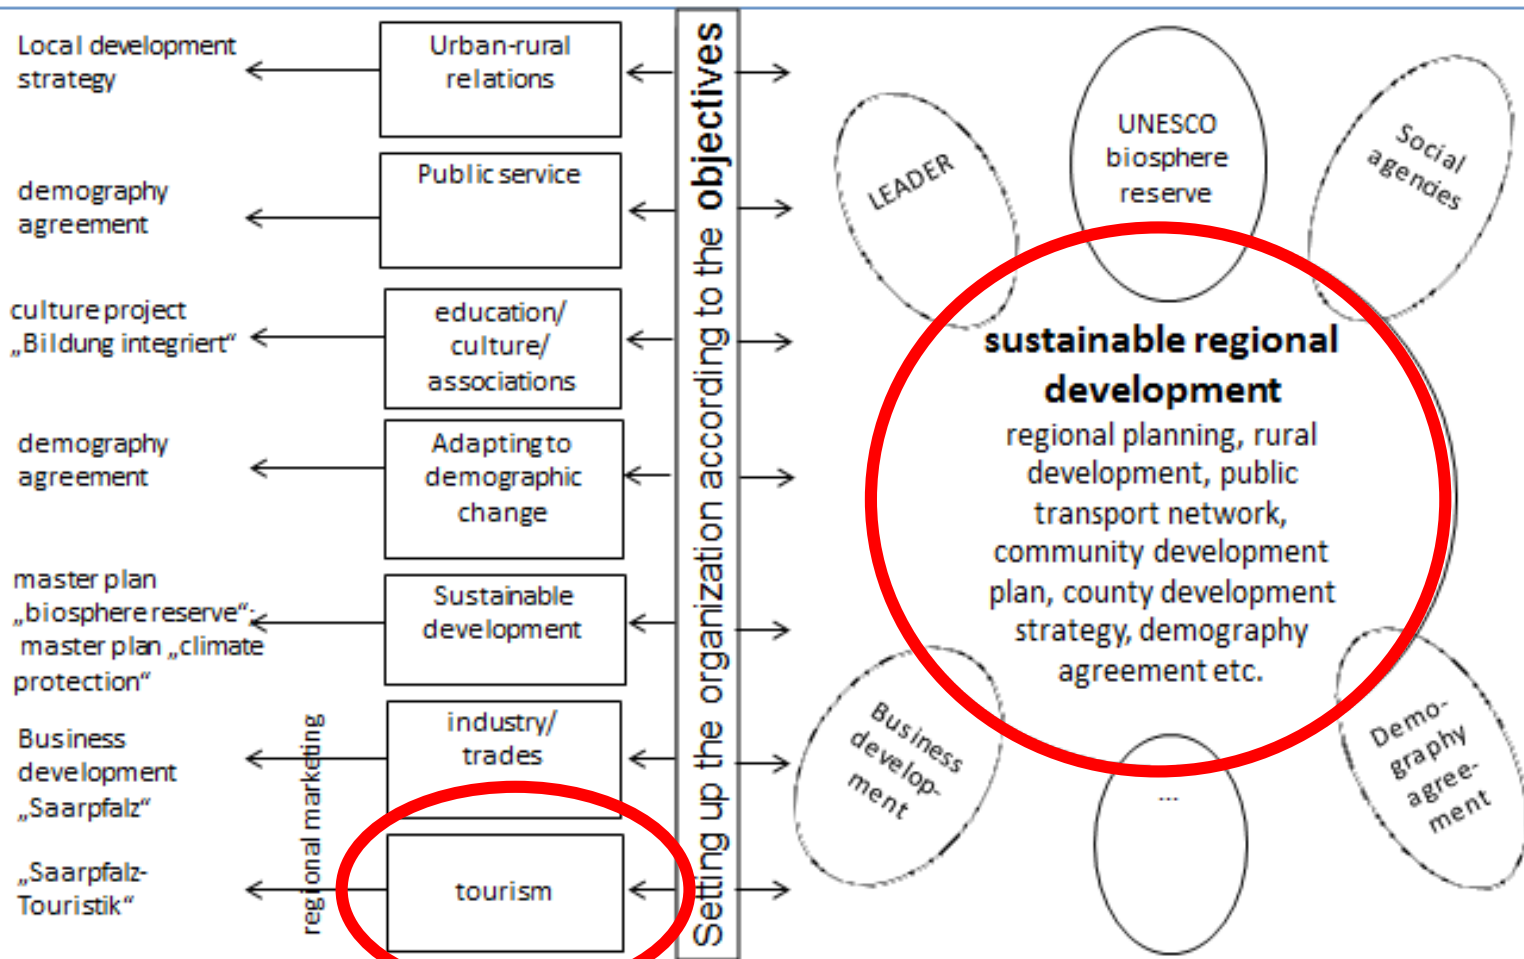 Local development
strategy
demography
agreement
culture project
„Bildung integriert“
demography
agreement
master plan
„biosphere reserve“;
master plan „climate
protection“
Business
development
„Saarpfalz“
„Saarpfalz-
Touristik“
regional marketing
Urban-rural
relations
Public service
education/
culture/
associations
Adapting to
demographic
change
Sustainable
development
industry/
trades
tourism
Setting up the organization according to the objectives
LEADER
UNESCO
biosphere
reserve
Social
agencies
sustainable regional
development
regional planning, rural
development, public
transport network,
community development
plan, county development
strategy, demography
agreement etc.
Business
develop-
ment
...
Demo-
graphy
agree-
ment